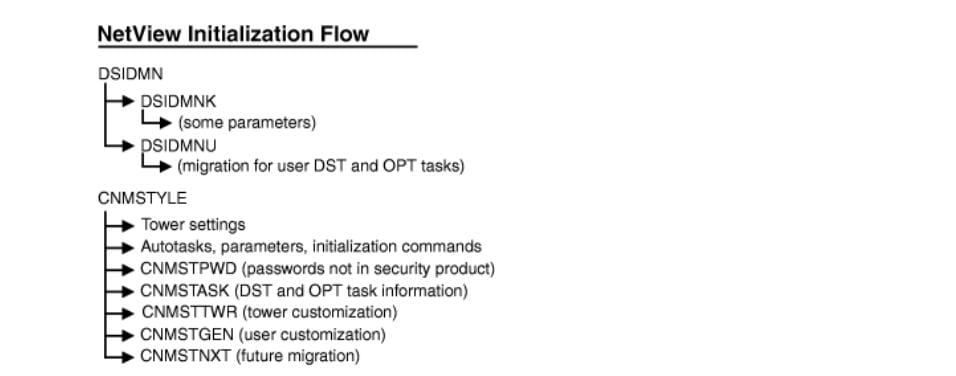 NetView Initialization Flow
DSIDMN
DSIDMNK
(some parameters)
DSIDMNU
(migration for user DST and OPT tasks)
CNMSTYLE
Tower settings
Autotasks, parameters, initialization commands
CNMSTPWD (passwords not in security product)
CNMSTASK (DST and OPT task information)
CNMSTTWR (tower customization)
CNMSTGEN (user customization)
CNMSTNXT (future migration)